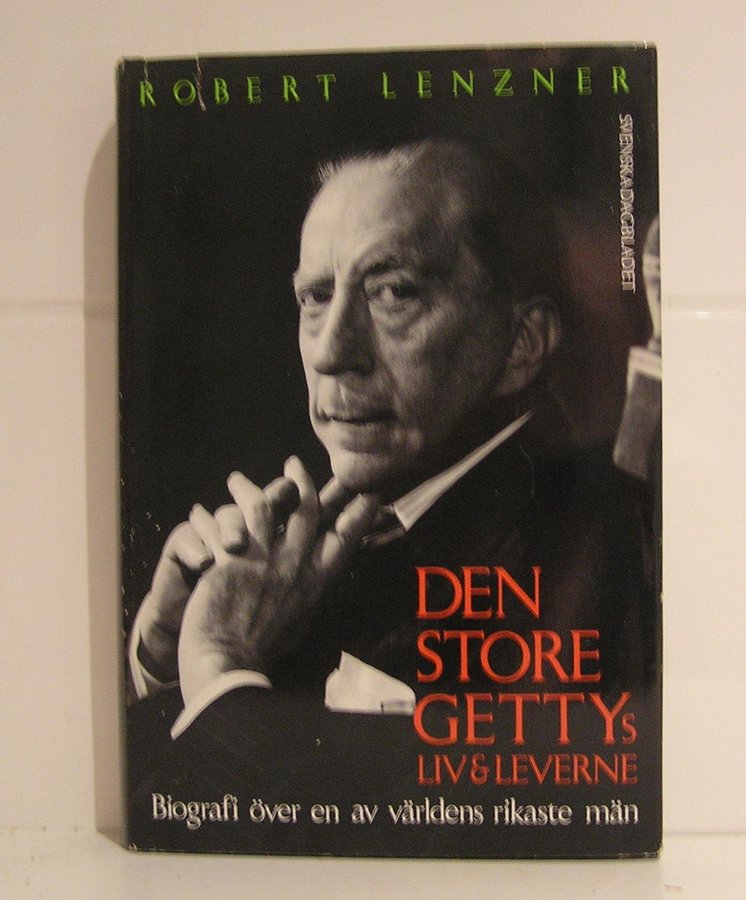 ROBERT LENZNER
SVENSKA DAGBLADET
DEN
STORE
GETTYs
LIV & LEVERNE
Biografi över en av världens rikaste män